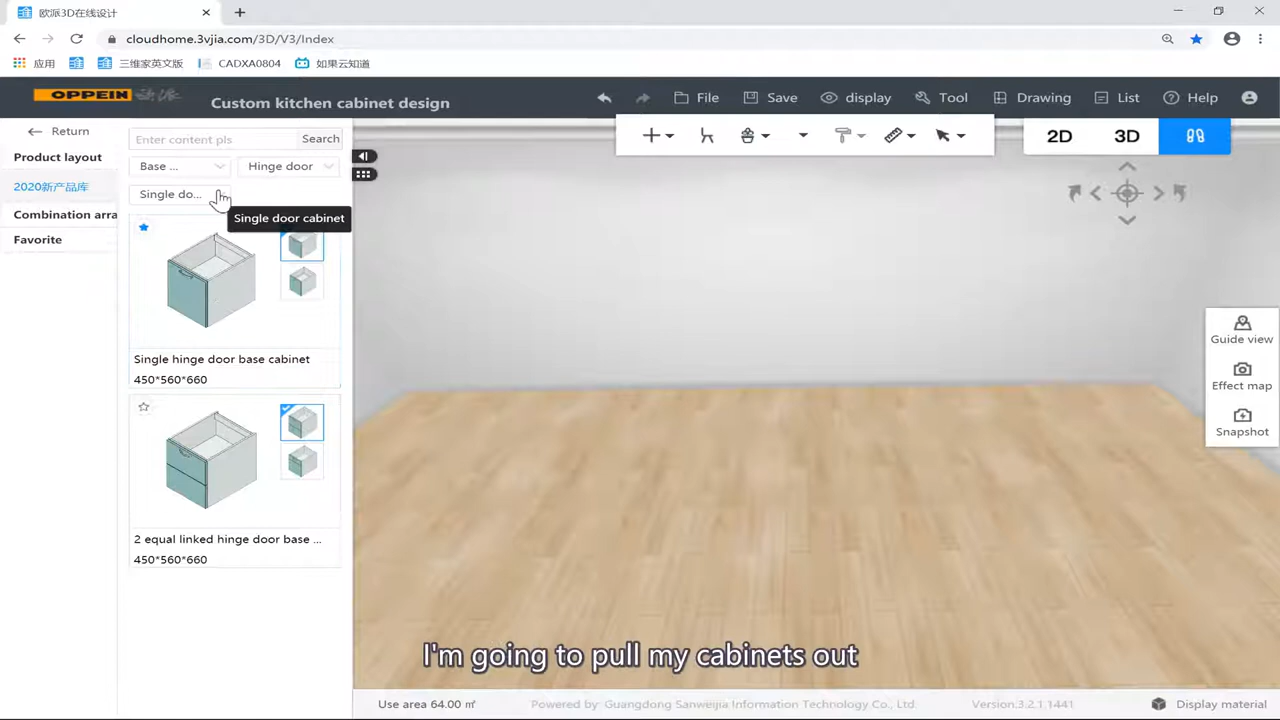 欧派3D在线设计
cloudhome.3vjia.com/3D/V3/Index
应用 三维家英文版 CADXA0804 如果云知道
OPPEIN Custom kitchen cabinet design File Save display Tool Drawing List Help
Return
Product layout
2020新产品库
Combination arra
Favorite
Enter content pls Search
Base ... Hinge door
Single do...
Single door cabinet
Single hinge door base cabinet
450*560*660
2 equal linked hinge door base ...
450*560*660
2D 3D
Guide view
Effect map
Snapshot
I'm going to pull my cabinets out
Use area 64.00 ㎡ Powered by: Guangdong Sanweijia Information Technology Co., Ltd. Version:3.2.1.1441 Display material